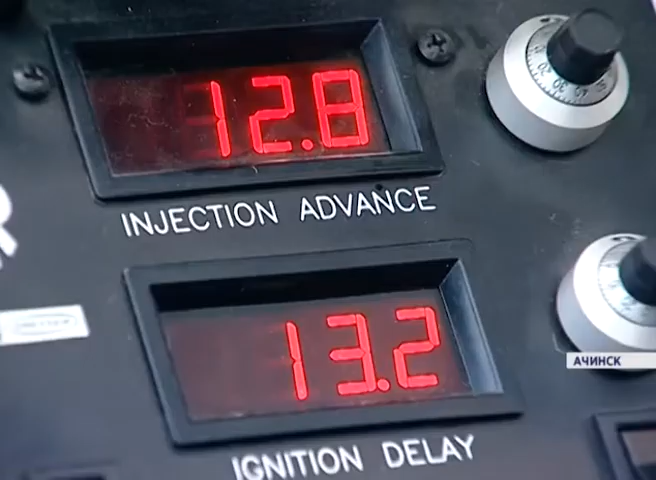 12.8
INJECTION ADVANCE
13.2
АЧИНСК
IGNITION DELAY